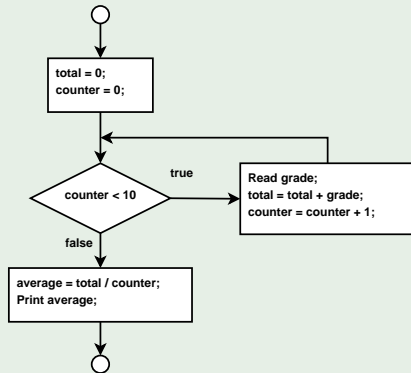 total = 0;
counter = 0;
counter < 10
true
Read grade;
total = total + grade;
counter = counter + 1;
false
average = total / counter;
Print average;